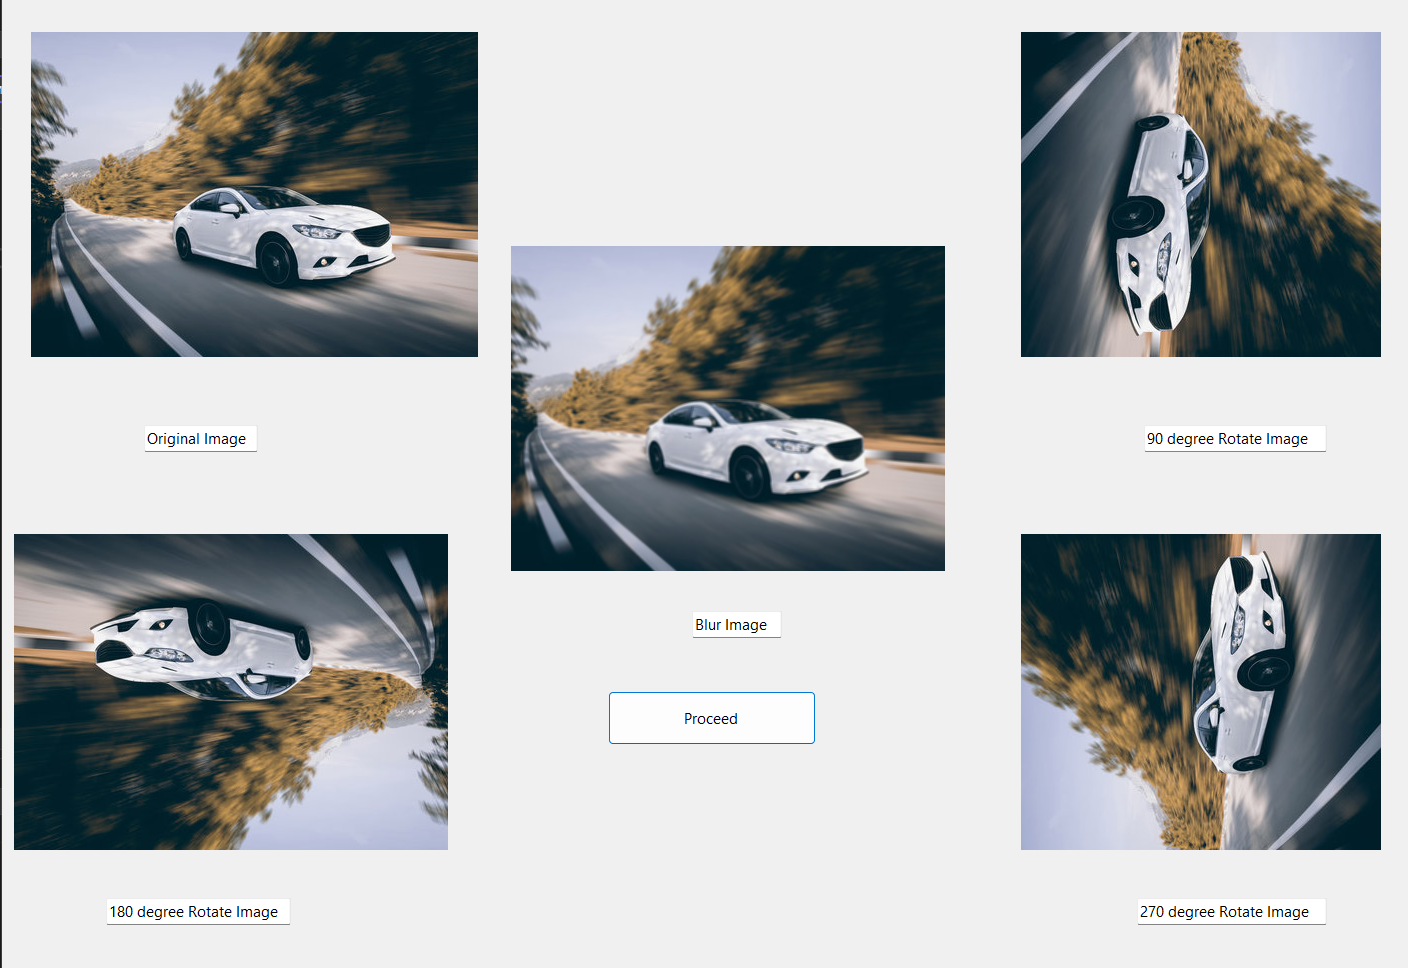 Original Image
90 degree Rotate Image
Blur Image
Proceed
180 degree Rotate Image
270 degree Rotate Image